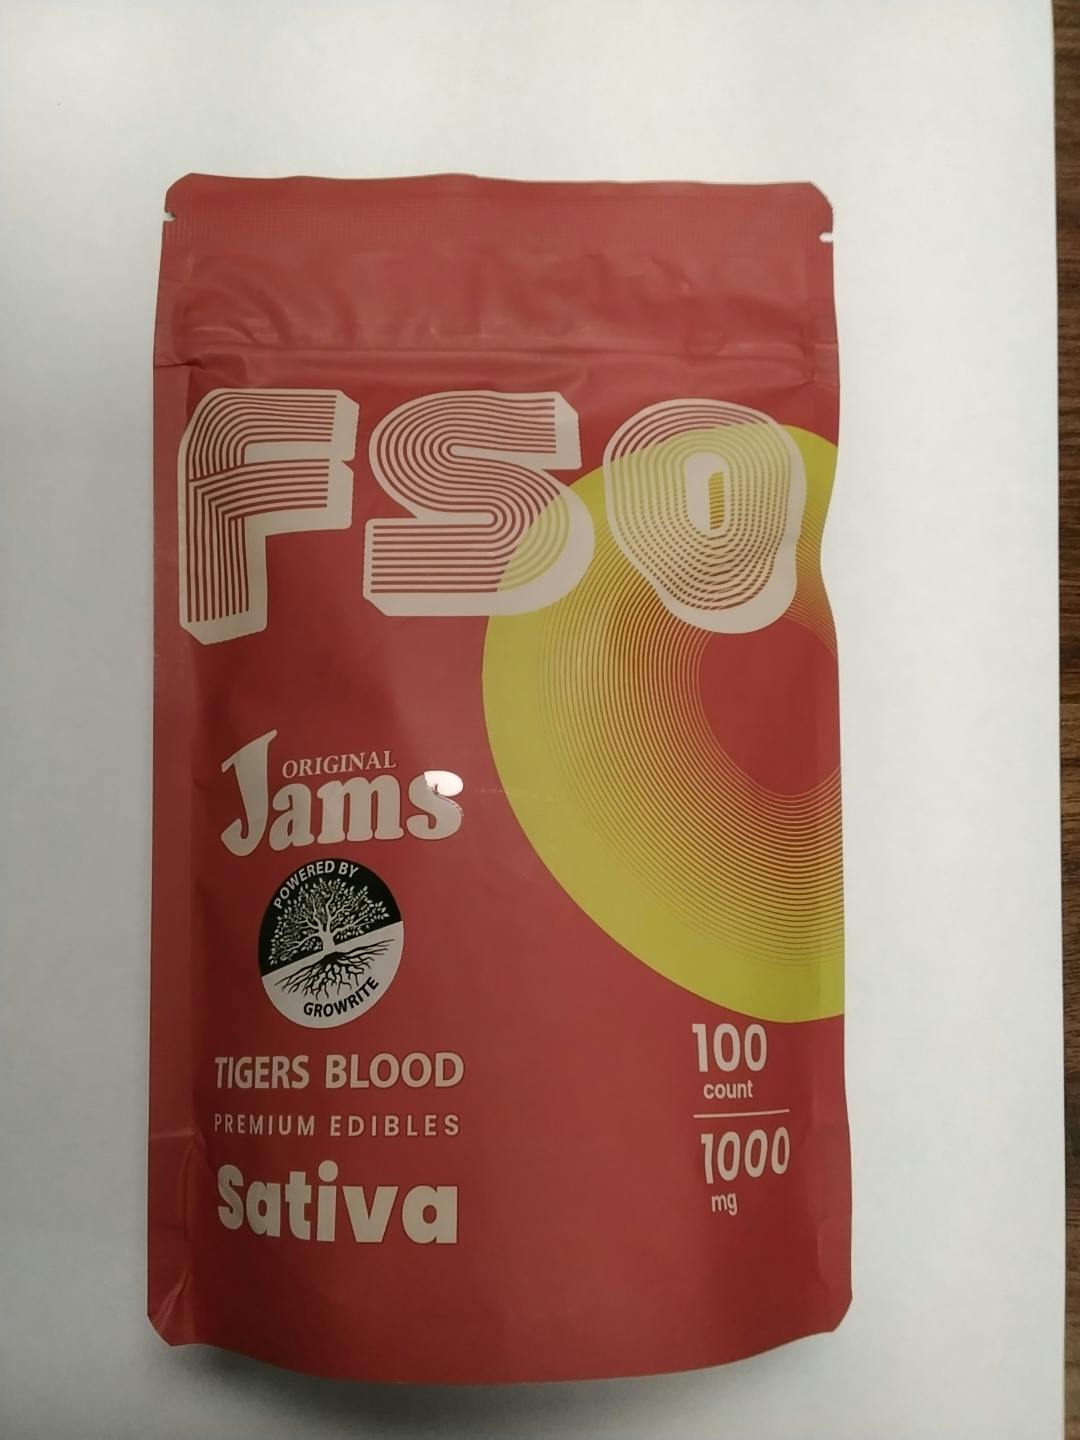 FSO
ORIGINAL
Jams
POWERED BY
GROWRITE
TIGERS BLOOD
PREMIUM EDIBLES
Sativa
100
count
1000
mg